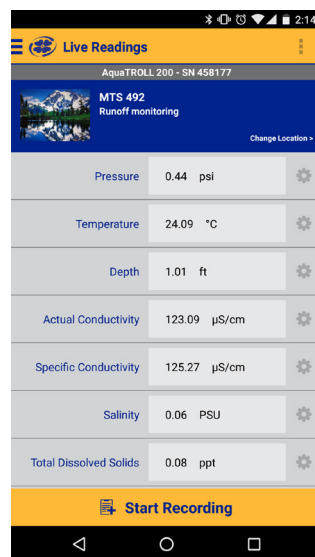 2:14
Live Readings
AquaTROLL 200 - SN 458177
MTS 492
Runoff monitoring
Change Location >
Pressure 0.44 psi
Temperature 24.09 °C
Depth 1.01 ft
Actual Conductivity 123.09 µS/cm
Specific Conductivity 125.27 µS/cm
Salinity 0.06 PSU
Total Dissolved Solids 0.08 ppt
Start Recording